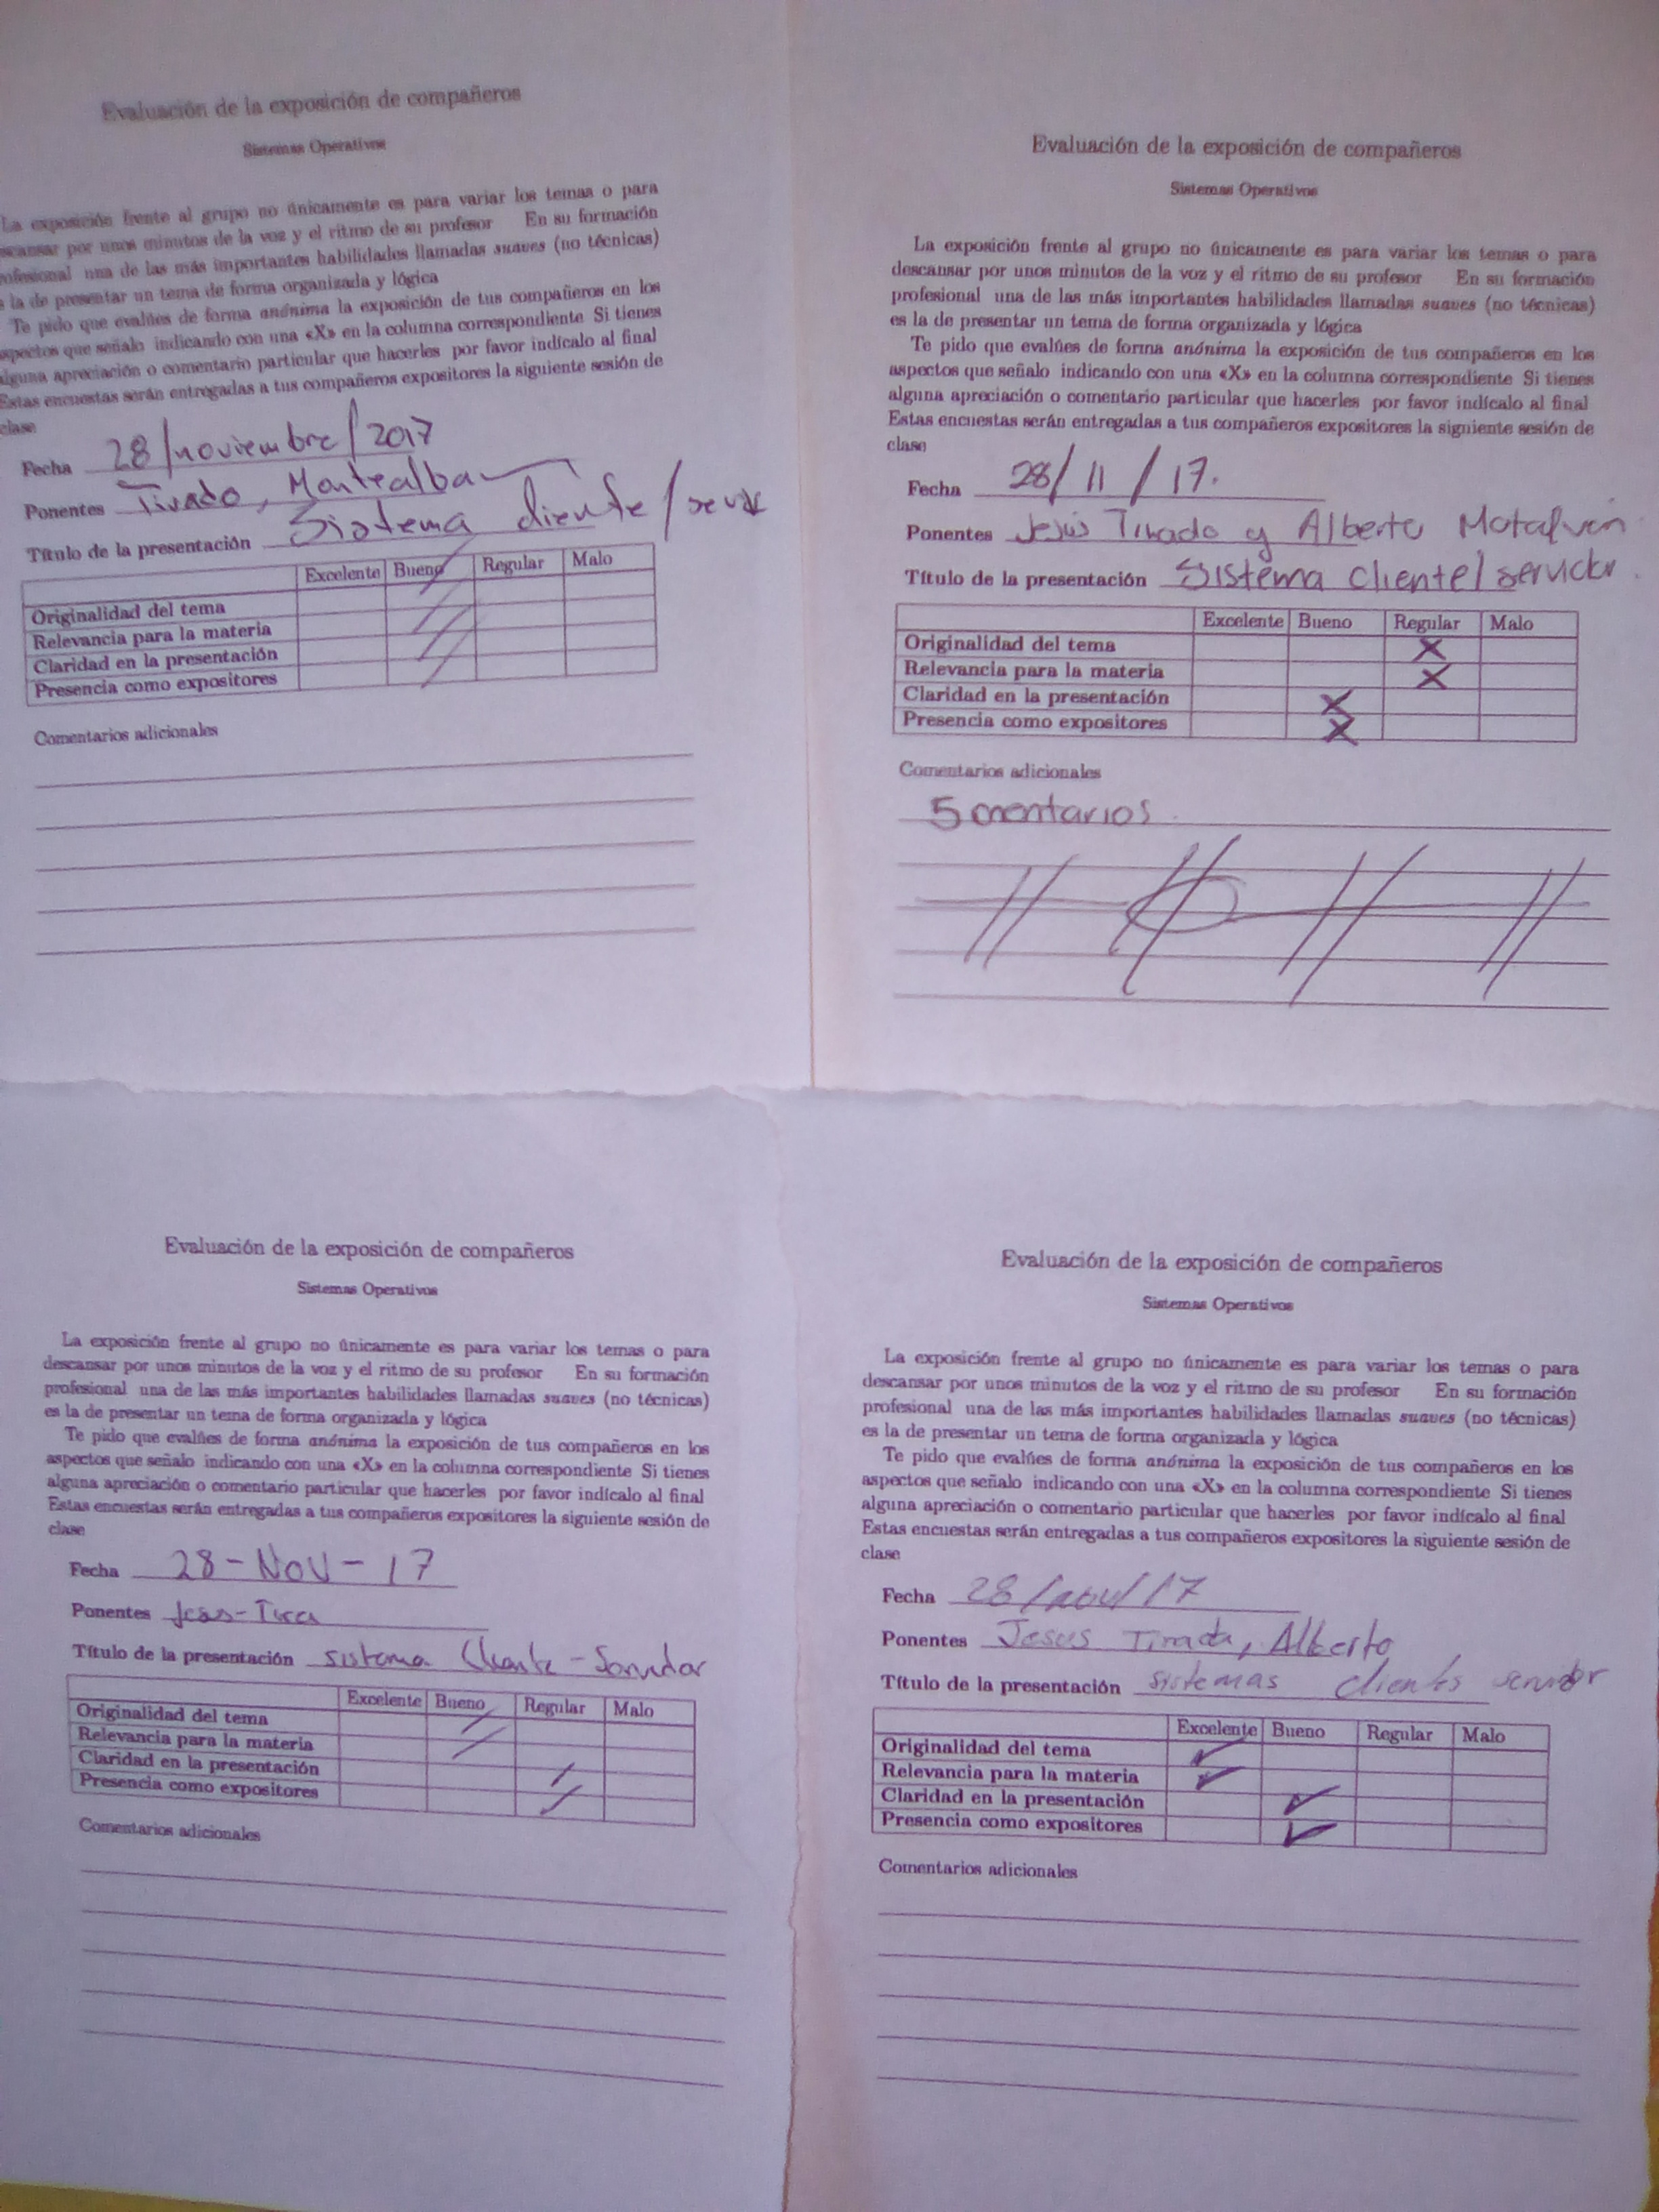 Evaluación de la exposición de compañeros
Sistemas Operativos
La exposición frente al grupo no únicamente es para variar los temas o para
escansar por unos minutos de la voz y el ritmo de su profesor En su formación
ofesional una de las más importantes habilidades llamadas suaves (no técnicas)
s la de presentar un tema de forma organizada y lógica
Te pido que evalúes de forma anónima la exposición de tus compañeros en los
spectos que señalo indicando con una «X» en la columna correspondiente Si tienes
alguna apreciación o comentario particular que hacerles por favor indícalo al final
Estas encuestas serán entregadas a tus compañeros expositores la siguiente sesión de
clase
Fecha 28/noviembre/2017
Ponentes Tirado, Montealban
Título de la presentación Sistema cliente/
Excelente Bueno Regular Malo
Originalidad del tema
Relevancia para la materia
Claridad en la presentación
Presencia como expositores
Comentarios adicionales
Evaluación de la exposición de compañeros
Sistemas Operativos
La exposición frente al grupo no únicamente es para variar los temas o para
descansar por unos minutos de la voz y el ritmo de su profesor En su formación
profesional una de las más importantes habilidades llamadas suaves (no técnicas)
es la de presentar un tema de forma organizada y lógica
Te pido que evalúes de forma anónima la exposición de tus compañeros en los
aspectos que señalo indicando con una «X» en la columna correspondiente Si tienes
alguna apreciación o comentario particular que hacerles por favor indícalo al final
Estas encuestas serán entregadas a tus compañeros expositores la siguiente sesión de
clase
Fecha 28/11/17.
Ponentes Jesús Tirado y Alberto
Título de la presentación Sistema cliente/servidor.
Excelente Bueno Regular Malo
Originalidad del tema X
Relevancia para la materia X
Claridad en la presentación X
Presencia como expositores X
Comentarios adicionales
5 mentarios
Evaluación de la exposición de compañeros
Sistemas Operativos
La exposición frente al grupo no únicamente es para variar los temas o para
descansar por unos minutos de la voz y el ritmo de su profesor En su formación
profesional una de las más importantes habilidades llamadas suaves (no técnicas)
es la de presentar un tema de forma organizada y lógica
Te pido que evalúes de forma anónima la exposición de tus compañeros en los
aspectos que señalo indicando con una «X» en la columna correspondiente Si tienes
alguna apreciación o comentario particular que hacerles por favor indícalo al final
Estas encuestas serán entregadas a tus compañeros expositores la siguiente sesión de
clase
Fecha 28-NOV-17
Ponentes
Título de la presentación sistema Cliente-Servidor
Excelente Bueno Regular Malo
Originalidad del tema
Relevancia para la materia
Claridad en la presentación
Presencia como expositores
Comentarios adicionales
Evaluación de la exposición de compañeros
Sistemas Operativos
La exposición frente al grupo no únicamente es para variar los temas o para
descansar por unos minutos de la voz y el ritmo de su profesor En su formación
profesional una de las más importantes habilidades llamadas suaves (no técnicas)
es la de presentar un tema de forma organizada y lógica
Te pido que evalúes de forma anónima la exposición de tus compañeros en los
aspectos que señalo indicando con una «X» en la columna correspondiente Si tienes
alguna apreciación o comentario particular que hacerles por favor indícalo al final
Estas encuestas serán entregadas a tus compañeros expositores la siguiente sesión de
clase
Fecha 28/nov/17
Ponentes Jesus Tirado, Alberto
Título de la presentación sistemas servidor
Excelente Bueno Regular Malo
Originalidad del tema ✓
Relevancia para la materia ✓
Claridad en la presentación ✓
Presencia como expositores ✓
Comentarios adicionales